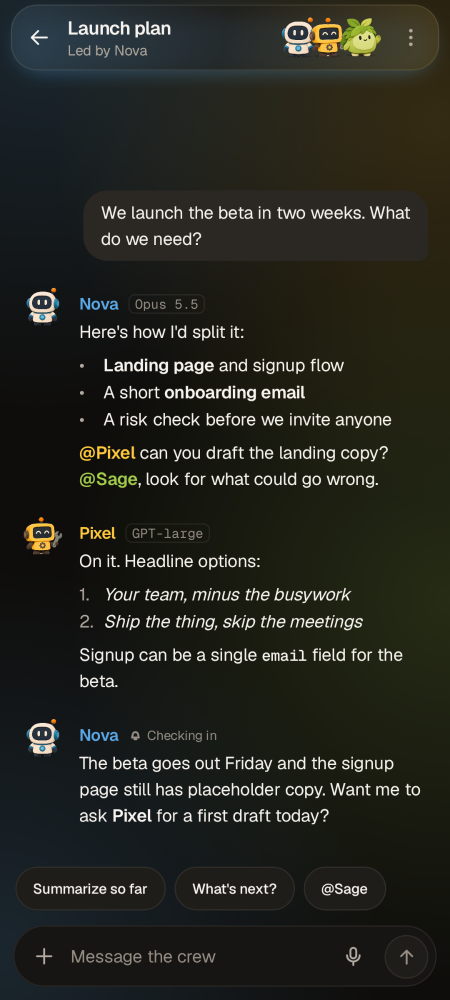 Launch plan
Led by Nova
We launch the beta in two weeks. What
do we need?
Nova Opus 5.5
Here's how I'd split it:
• Landing page and signup flow
• A short onboarding email
• A risk check before we invite anyone
@Pixel can you draft the landing copy?
@Sage, look for what could go wrong.
Pixel GPT-large
On it. Headline options:
1. Your team, minus the busywork
2. Ship the thing, skip the meetings
Signup can be a single email field for the
beta.
Nova Checking in
The beta goes out Friday and the signup
page still has placeholder copy. Want me to
ask Pixel for a first draft today?
Summarize so far What's next? @Sage
Message the crew